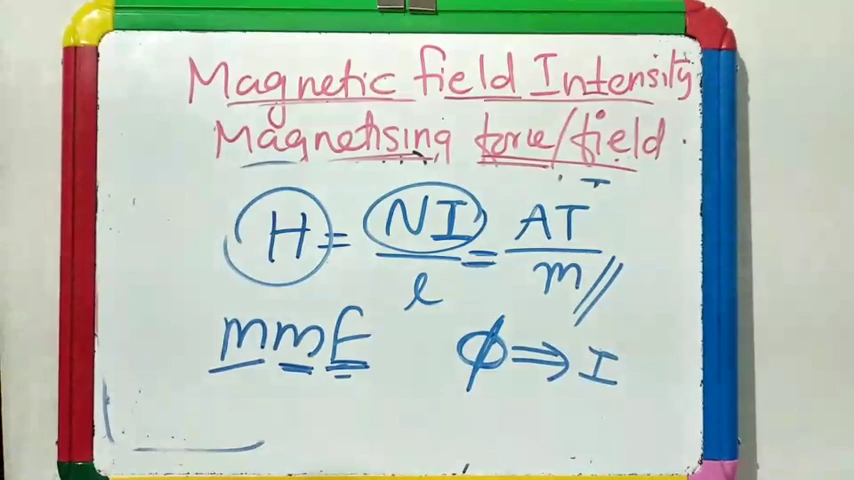 Magnetic field Intensity
Magnetising force/field.
H = NI/l = AT/m //
mmF φ ⇒ I